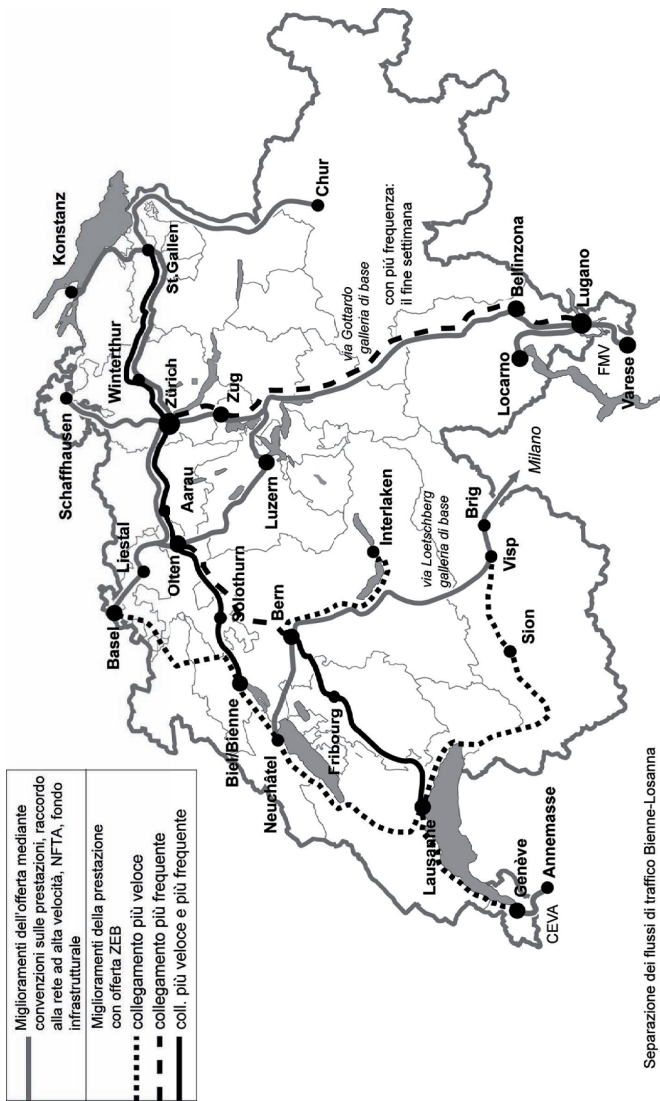 Miglioramenti dell'offerta mediante
convenzioni sulle prestazioni, raccordo
alla rete ad alta velocità, NFTA, fondo
infrastrutturale
Miglioramenti della prestazione
con offerta ZEB
collegamento più veloce
collegamento più frequente
coll. più veloce e più frequente
Schaffhausen
Konstanz
Basel
Liestal
Winterthur
St.Gallen
Aarau
Zürich
Olten
Zug
Solothurn
Biel/Bienne
Luzern
Chur
Neuchâtel
Bern
via Gottardo
galleria di base
con piú frequenza:
il fine settimana
Fribourg
Interlaken
via Loetschberg
galleria di base
Lausanne
Brig
Visp
Milano
Sion
Bellinzona
Locarno
Lugano
FMV
Varese
Genève
Annemasse
CEVA
Separazione dei flussi di traffico Bienne-Losanna